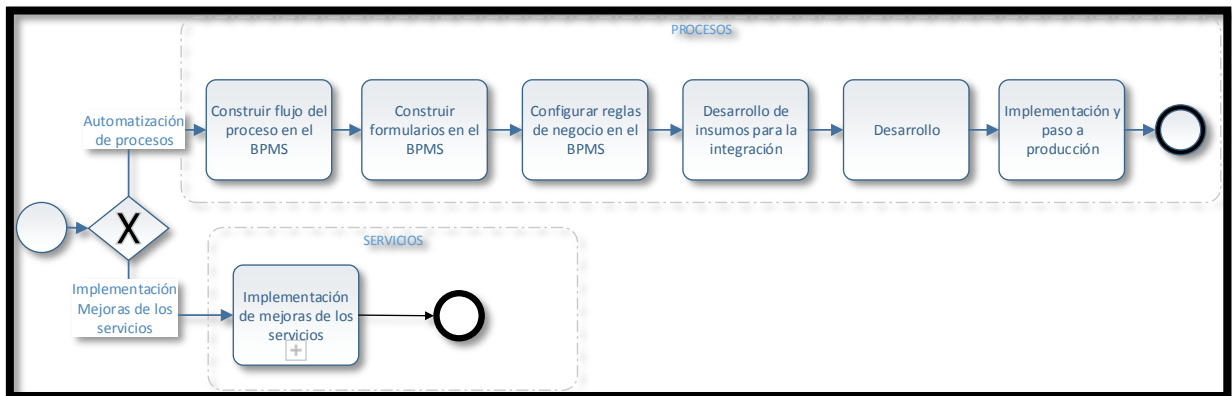 PROCESOS
Automatización
de procesos
Construir flujo del
proceso en el
BPMS
Construir
formularios en el
BPMS
Configurar reglas
de negocio en el
BPMS
Desarrollo de
insumos para la
integración
Desarrollo
Implementación y
paso a
producción
X
SERVICIOS
Implementación
Mejoras de los
servicios
Implementación
de mejoras de los
servicios